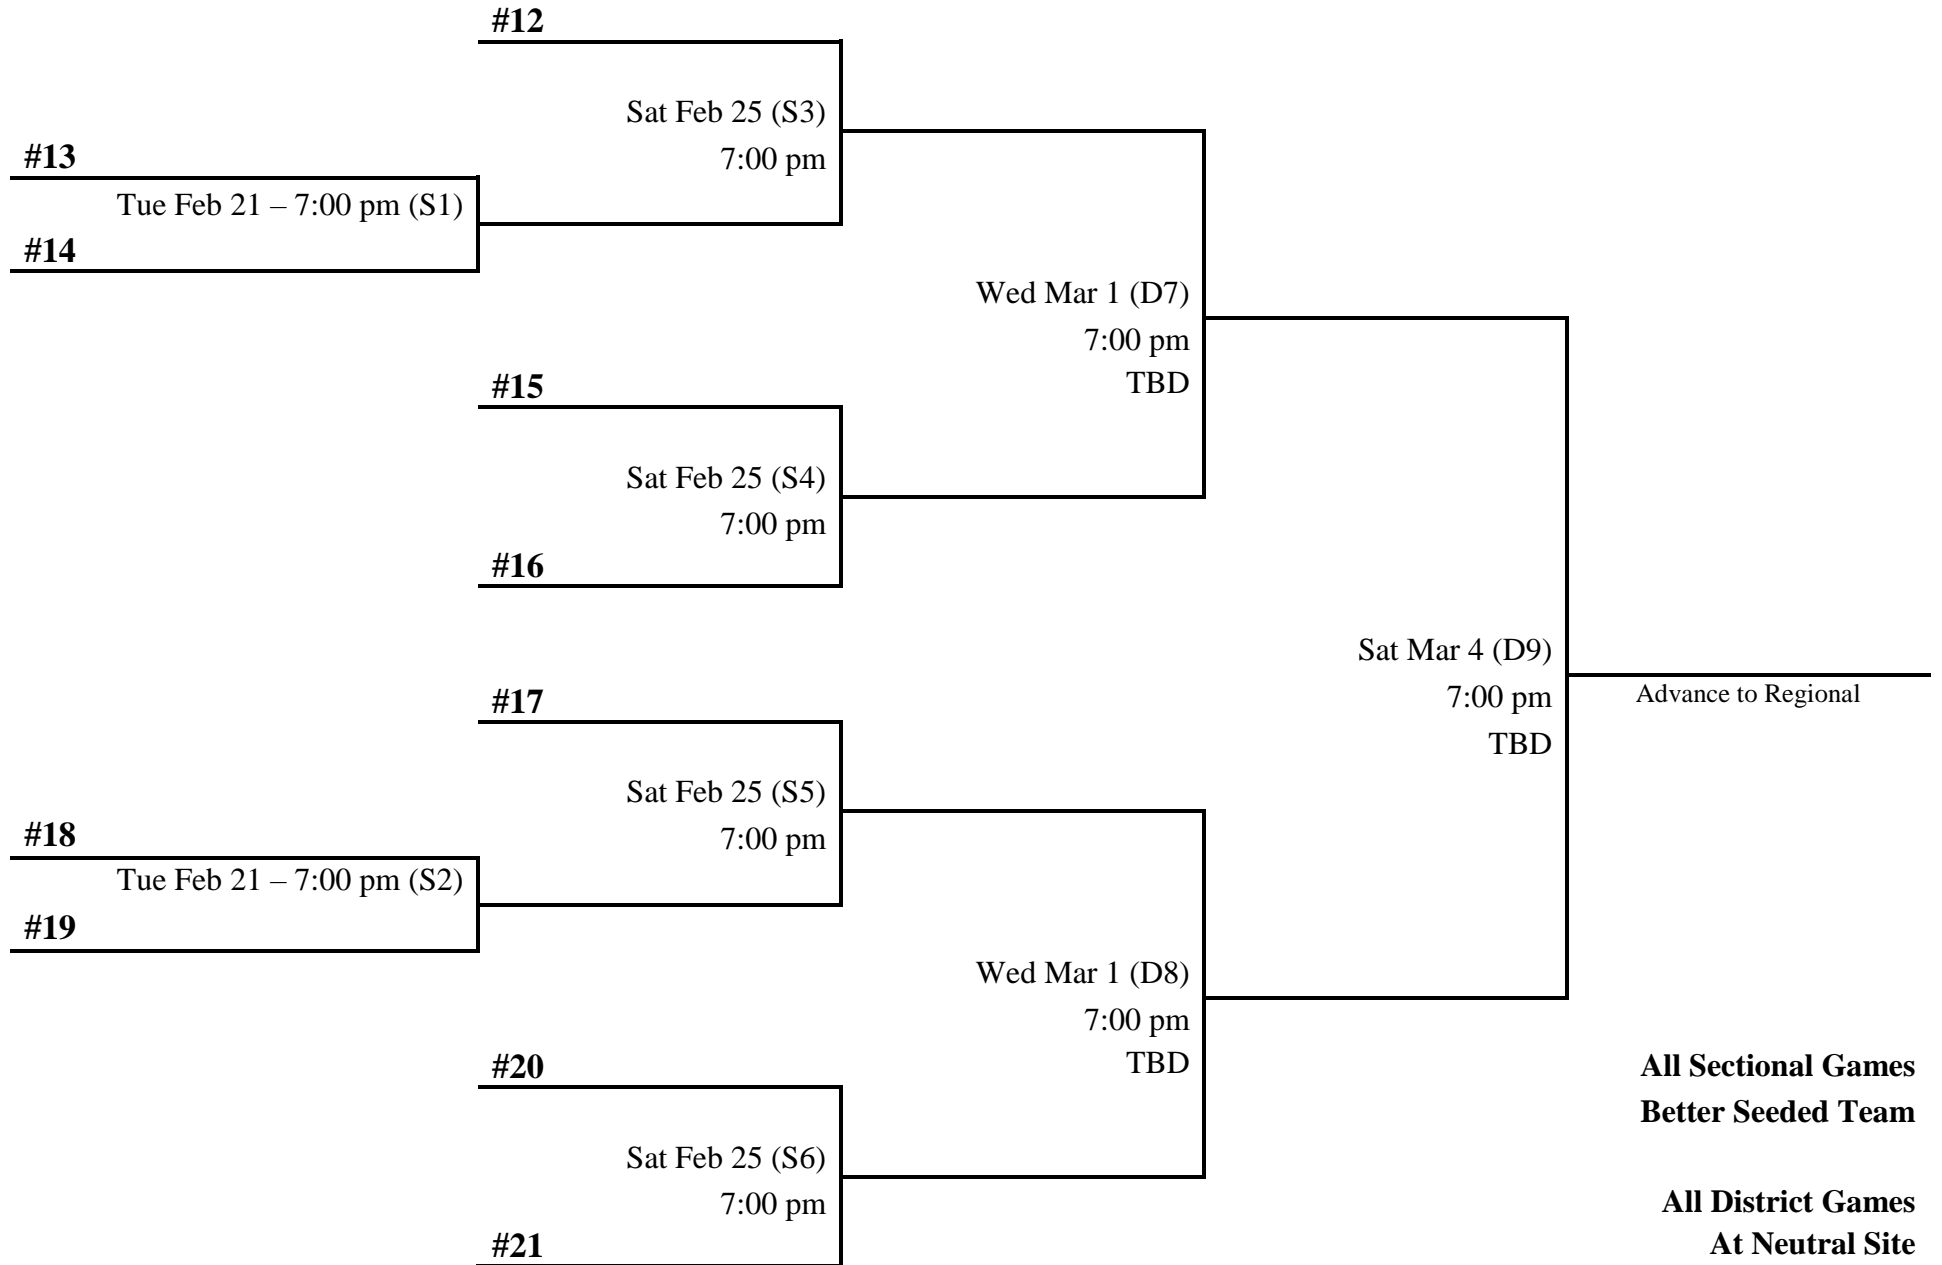 #12
Sat Feb 25 (S3)
7:00 pm
#13
Tue Feb 21 – 7:00 pm (S1)
#14
Wed Mar 1 (D7)
7:00 pm
TBD
#15
Sat Feb 25 (S4)
7:00 pm
#16
Sat Mar 4 (D9)
7:00 pm
TBD
Advance to Regional
#17
Sat Feb 25 (S5)
7:00 pm
#18
Tue Feb 21 – 7:00 pm (S2)
#19
Wed Mar 1 (D8)
7:00 pm
TBD
#20
Sat Feb 25 (S6)
7:00 pm
#21
All Sectional Games
Better Seeded Team
All District Games
At Neutral Site